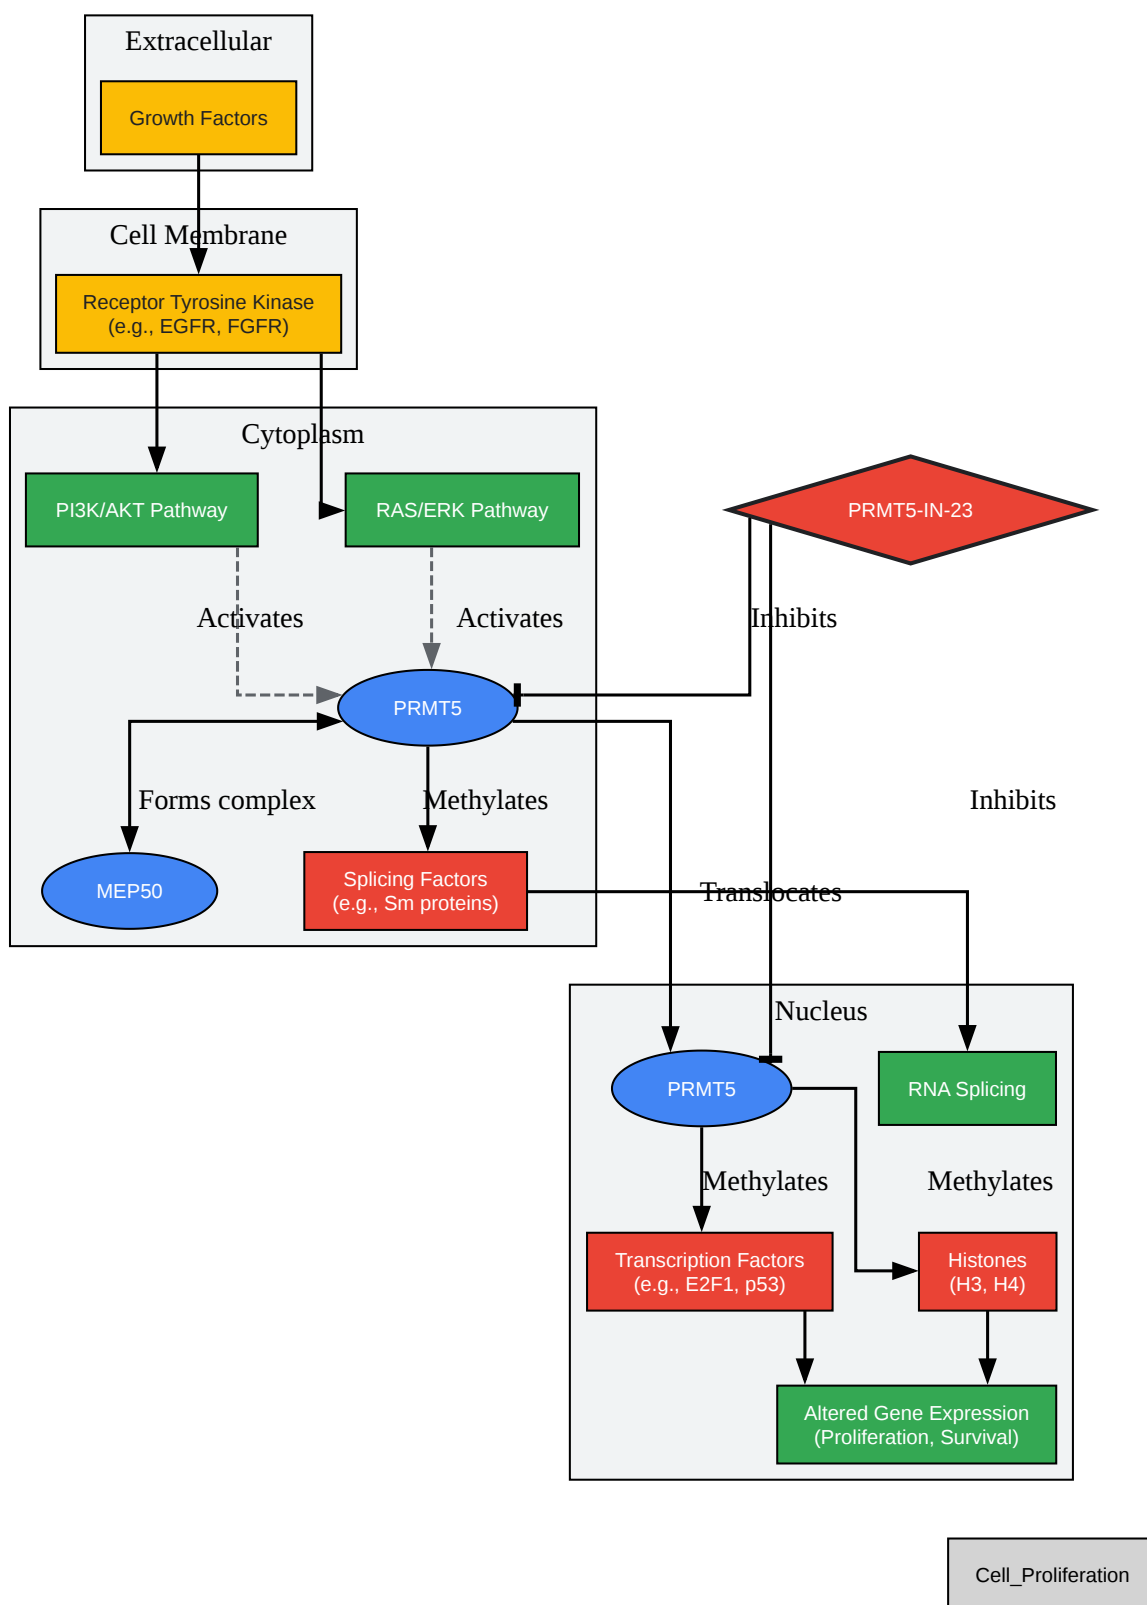 Extracellular
Growth Factors
Cell Membrane
Receptor Tyrosine Kinase
(e.g., EGFR, FGFR)
Cytoplasm
PI3K/AKT Pathway
RAS/ERK Pathway
PRMT5-IN-23
Activates
Activates
Inhibits
PRMT5
Forms complex
Methylates
Inhibits
MEP50
Splicing Factors
(e.g., Sm proteins)
Translocates
Nucleus
PRMT5
RNA Splicing
Methylates
Methylates
Transcription Factors
(e.g., E2F1, p53)
Histones
(H3, H4)
Altered Gene Expression
(Proliferation, Survival)
Cell_Proliferation